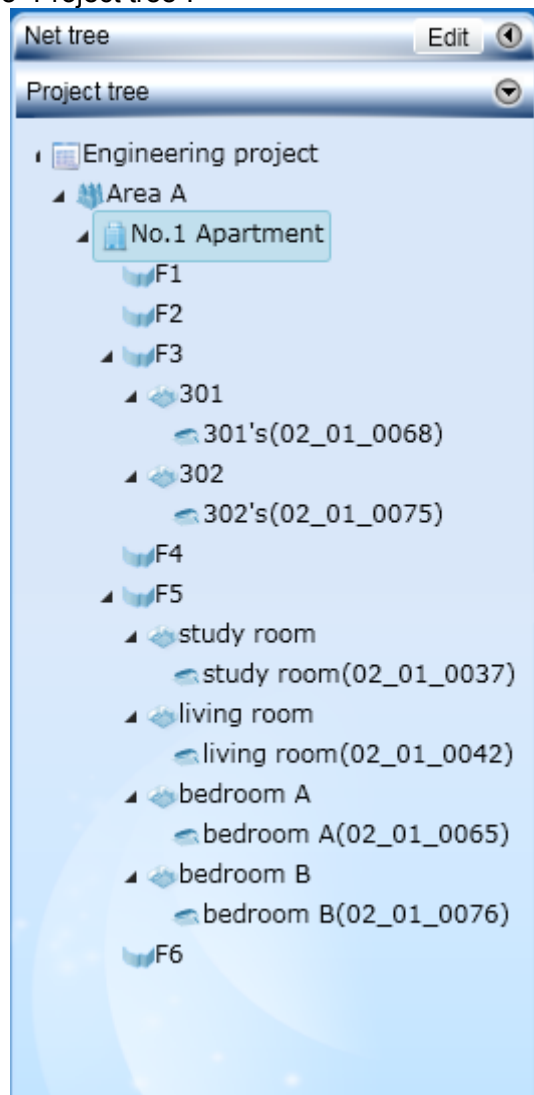 Project tree
Net tree Edit
Project tree
Engineering project
Area A
No.1 Apartment
F1
F2
F3
301
301's(02_01_0068)
302
302's(02_01_0075)
F4
F5
study room
study room(02_01_0037)
living room
living room(02_01_0042)
bedroom A
bedroom A(02_01_0065)
bedroom B
bedroom B(02_01_0076)
F6